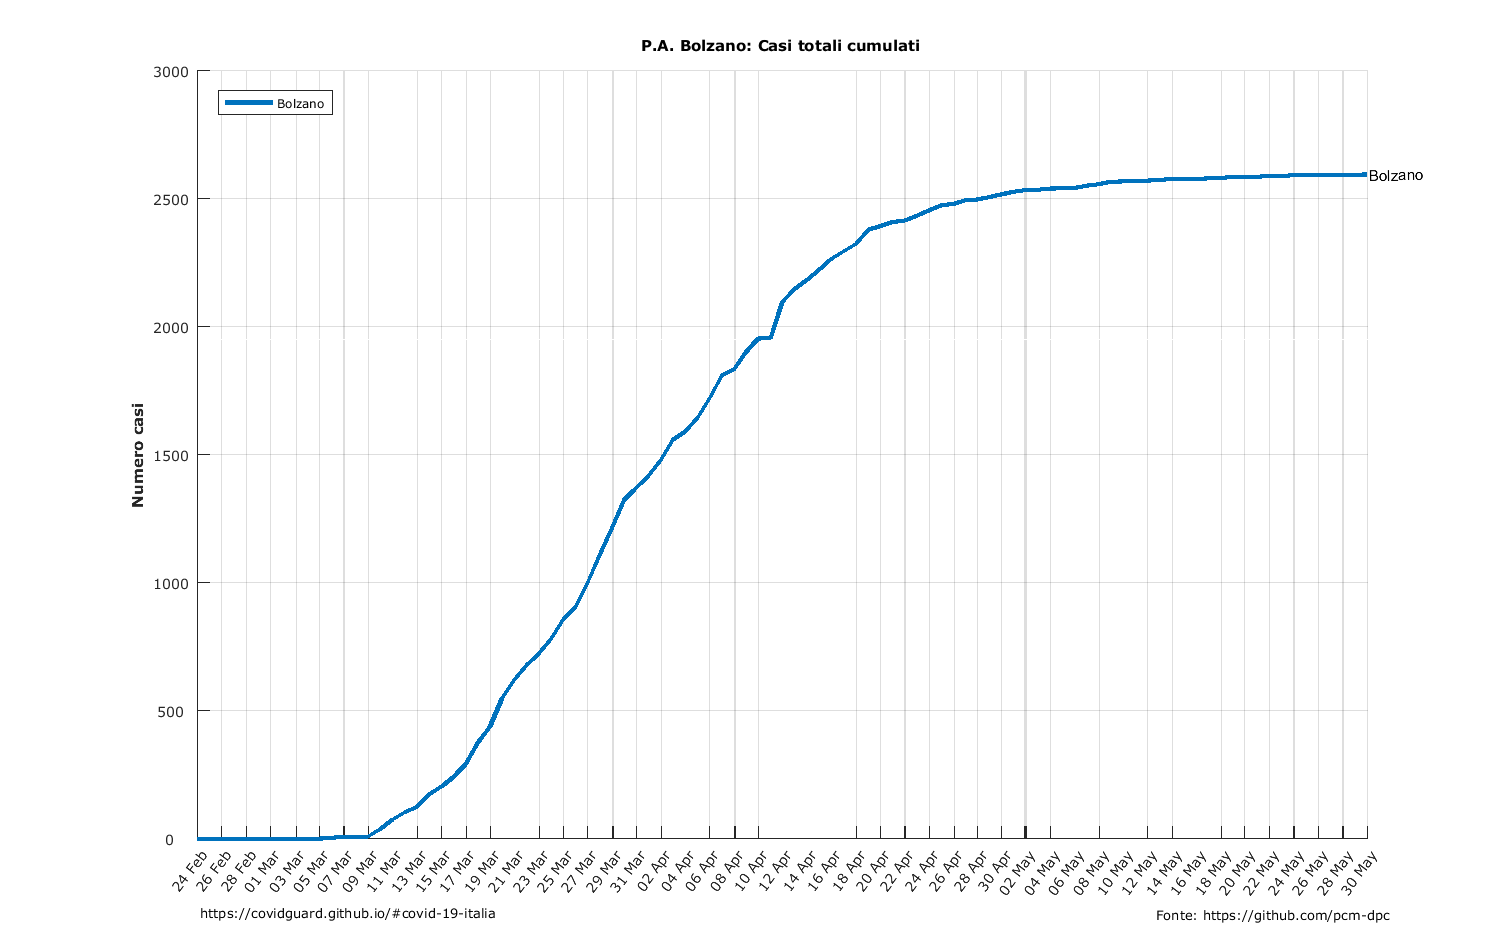 P.A. Bolzano: Casi totali cumulati
3000
2500
2000
1500
1000
500
0
Numero casi
Bolzano
Bolzano
24 Feb
26 Feb
28 Feb
01 Mar
03 Mar
05 Mar
07 Mar
09 Mar
11 Mar
13 Mar
15 Mar
17 Mar
19 Mar
21 Mar
23 Mar
25 Mar
27 Mar
29 Mar
31 Mar
02 Apr
04 Apr
06 Apr
08 Apr
10 Apr
12 Apr
14 Apr
16 Apr
18 Apr
20 Apr
22 Apr
24 Apr
26 Apr
28 Apr
30 Apr
02 May
04 May
06 May
08 May
10 May
12 May
14 May
16 May
18 May
20 May
22 May
24 May
26 May
28 May
30 May
https://covidguard.github.io/#covid-19-italia
Fonte: https://github.com/pcm-dpc